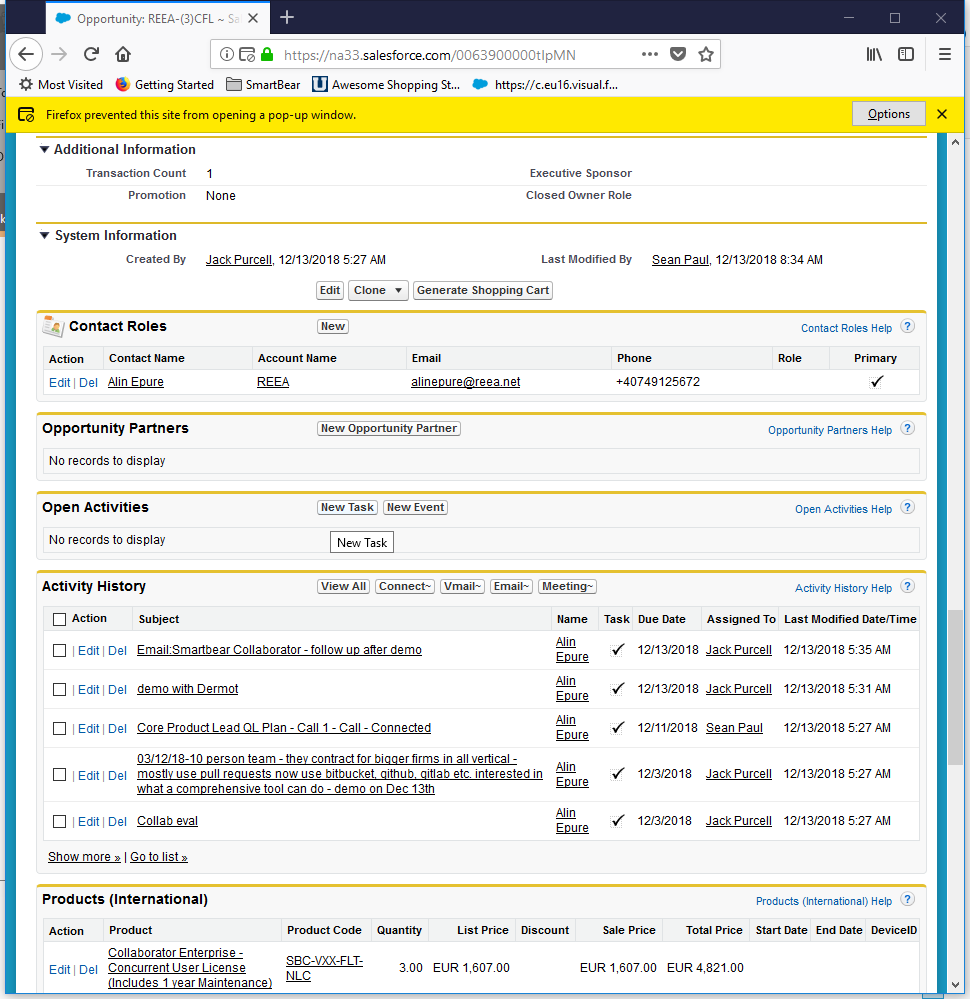 Opportunity: REEA-(3)CFL ~ Sa
https://na33.salesforce.com/0063900000tIpMN
Most Visited Getting Started SmartBear Awesome Shopping St... https://c.eu16.visual.f...
Firefox prevented this site from opening a pop-up window. Options
Additional Information
Transaction Count 1 Executive Sponsor
Promotion None Closed Owner Role
System Information
Created By Jack Purcell, 12/13/2018 5:27 AM Last Modified By Sean Paul, 12/13/2018 8:34 AM
Edit Clone Generate Shopping Cart
Contact Roles New Contact Roles Help ?
Action Contact Name Account Name Email Phone Role Primary
Edit | Del Alin Epure REEA alinepure@reea.net +40749125672
Opportunity Partners New Opportunity Partner Opportunity Partners Help ?
No records to display
Open Activities New Task New Event Open Activities Help ?
No records to display
New Task
Activity History View All Connect~ Vmail~ Email~ Meeting~ Activity History Help ?
Action Subject Name Task Due Date Assigned To Last Modified Date/Time
| Edit | Del Email:Smartbear Collaborator - follow up after demo Alin Epure 12/13/2018 Jack Purcell 12/13/2018 5:35 AM
| Edit | Del demo with Dermot Alin Epure 12/13/2018 Jack Purcell 12/13/2018 5:31 AM
| Edit | Del Core Product Lead QL Plan - Call 1 - Call - Connected Alin Epure 12/11/2018 Sean Paul 12/13/2018 5:27 AM
03/12/18-10 person team - they contract for bigger firms in all vertical -
| Edit | Del mostly use pull requests now use bitbucket, github, gitlab etc. interested in Alin Epure 12/3/2018 Jack Purcell 12/13/2018 5:27 AM
what a comprehensive tool can do - demo on Dec 13th
| Edit | Del Collab eval Alin Epure 12/3/2018 Jack Purcell 12/13/2018 5:27 AM
Show more » | Go to list »
Products (International) Products (International) Help ?
Action Product Product Code Quantity List Price Discount Sale Price Total Price Start Date End Date DeviceID
Collaborator Enterprise -
Edit | Del Concurrent User License SBC-VXX-FLT-NLC 3.00 EUR 1,607.00 EUR 1,607.00 EUR 4,821.00
(Includes 1 year Maintenance)